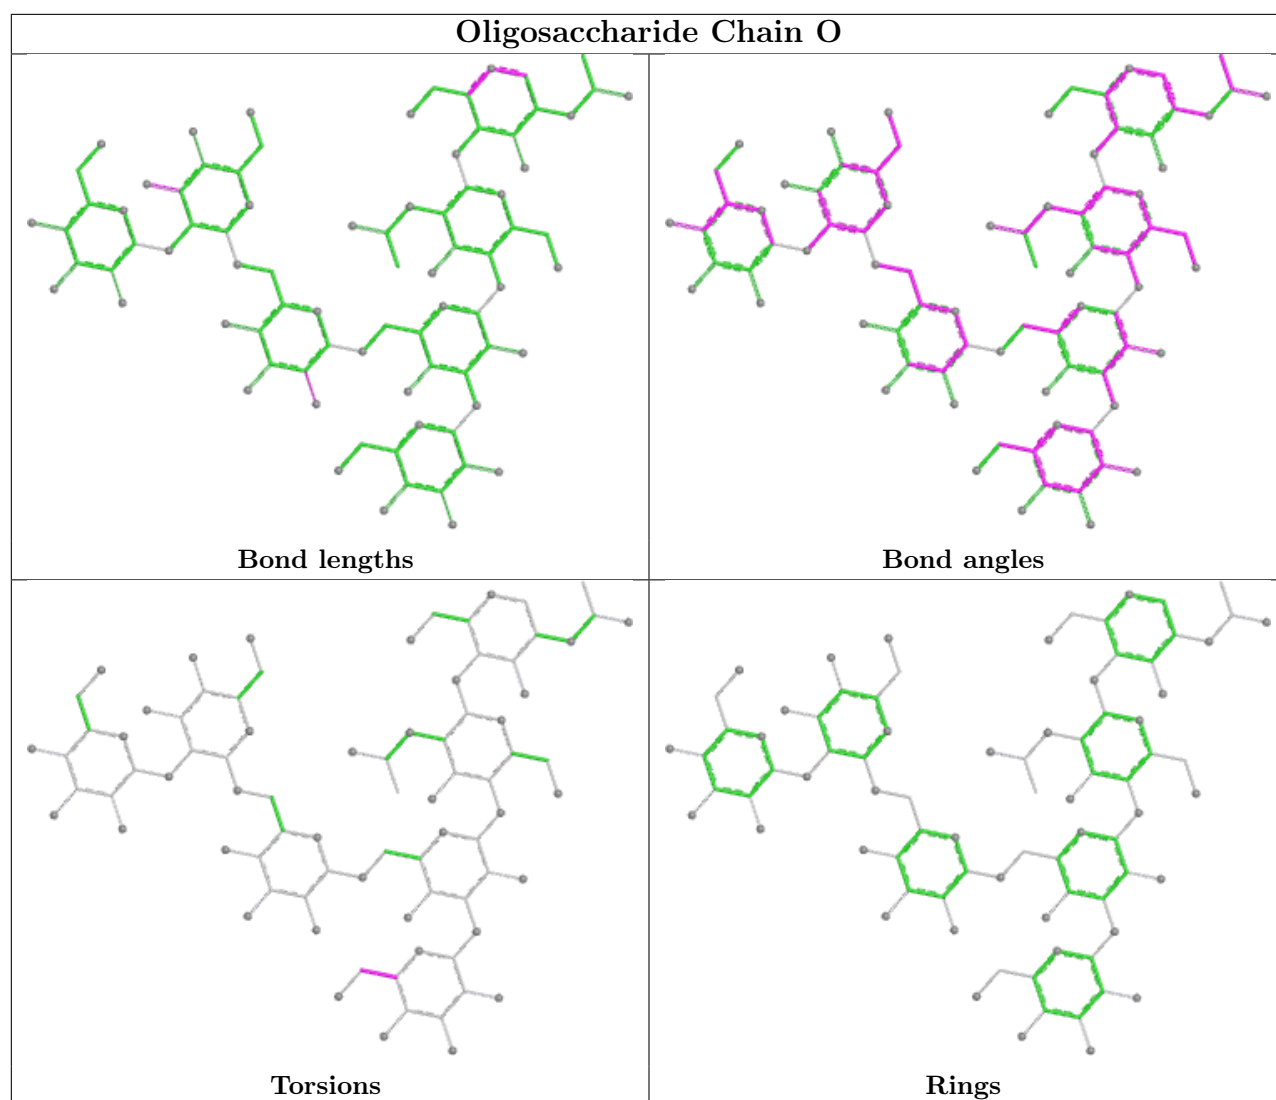 Oligosaccharide Chain O
Bond lengths
Bond angles
Torsions
Rings